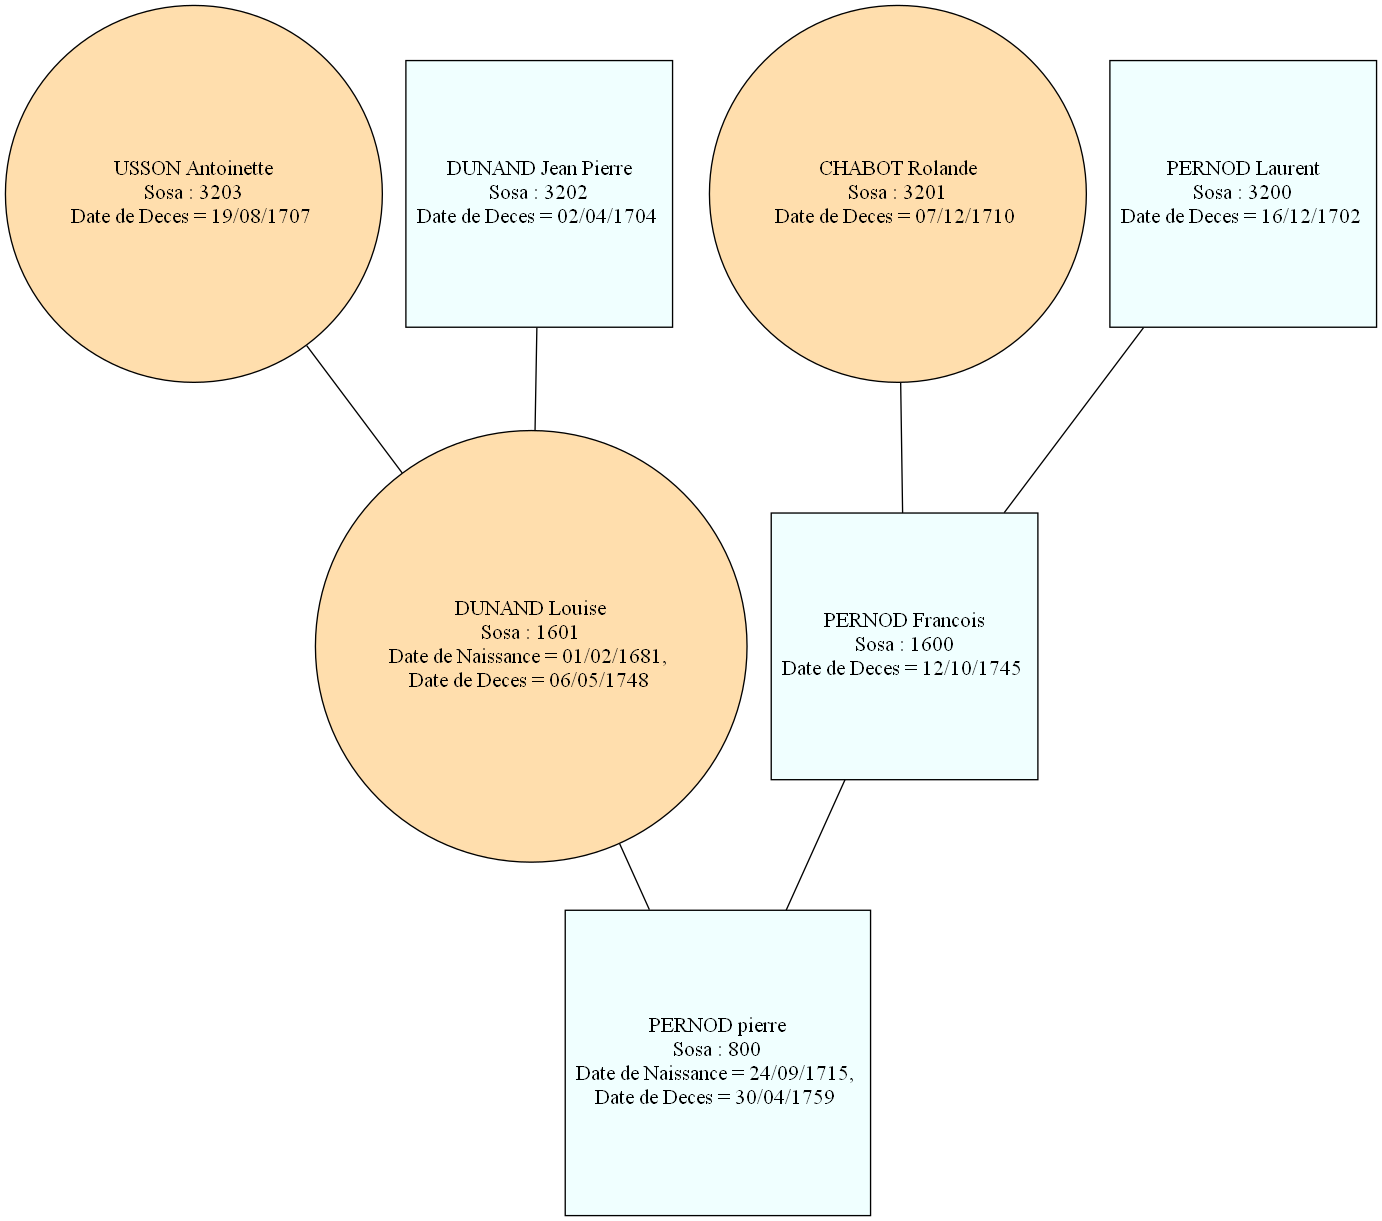 USSON Antoinette
Sosa : 3203
Date de Deces = 19/08/1707
DUNAND Jean Pierre
Sosa : 3202
Date de Deces = 02/04/1704
CHABOT Rolande
Sosa : 3201
Date de Deces = 07/12/1710
PERNOD Laurent
Sosa : 3200
Date de Deces = 16/12/1702
DUNAND Louise
Sosa : 1601
Date de Naissance = 01/02/1681,
Date de Deces = 06/05/1748
PERNOD Francois
Sosa : 1600
Date de Deces = 12/10/1745
PERNOD pierre
Sosa : 800
Date de Naissance = 24/09/1715,
Date de Deces = 30/04/1759